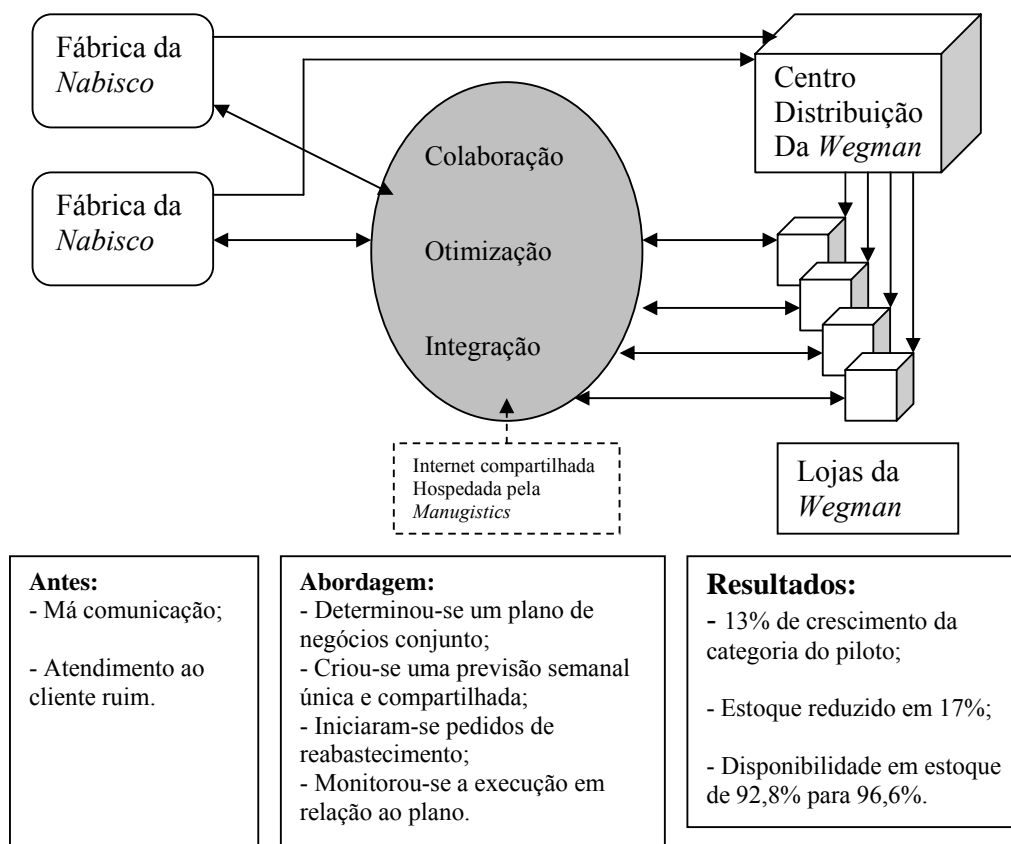 Fábrica da
Nabisco
Fábrica da
Nabisco
Colaboração
Otimização
Integração
Centro
Distribuição
Da Wegman
Internet compartilhada
Hospedada pela
Manugistics
Lojas da
Wegman
Antes:
- Má comunicação;
- Atendimento ao
cliente ruim.
Abordagem:
- Determinou-se um plano de
negócios conjunto;
- Criou-se uma previsão semanal
única e compartilhada;
- Iniciaram-se pedidos de
reabastecimento;
- Monitorou-se a execução em
relação ao plano.
Resultados:
- 13% de crescimento da
categoria do piloto;
- Estoque reduzido em 17%;
- Disponibilidade em estoque
de 92,8% para 96,6%.